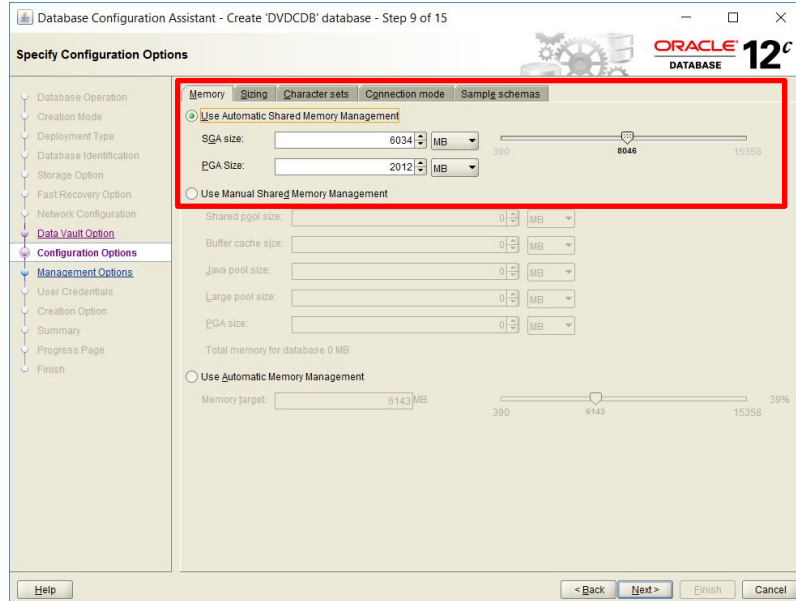 Database Configuration Assistant - Create 'DVDCDB' database - Step 9 of 15
Specify Configuration Options
ORACLE DATABASE 12c
Database Operation
Creation Mode
Deployment Type
Database Identification
Storage Option
Fast Recovery Option
Network Configuration
Data Vault Option
Configuration Options
Management Options
User Credentials
Creation Option
Summary
Progress Page
Finish
Memory Sizing Character sets Connection mode Sample schemas
Use Automatic Shared Memory Management
SGA size: 6034 MB
PGA Size: 2012 MB
390 8046 15358
Use Manual Shared Memory Management
Shared pool size: 0 MB
Buffer cache size: 0 MB
Java pool size: 0 MB
Large pool size: 0 MB
PGA size: 0 MB
Total memory for database 0 MB
Use Automatic Memory Management
Memory target: 6143 MB 39%
390 6143 15358
Help < Back Next > Finish Cancel